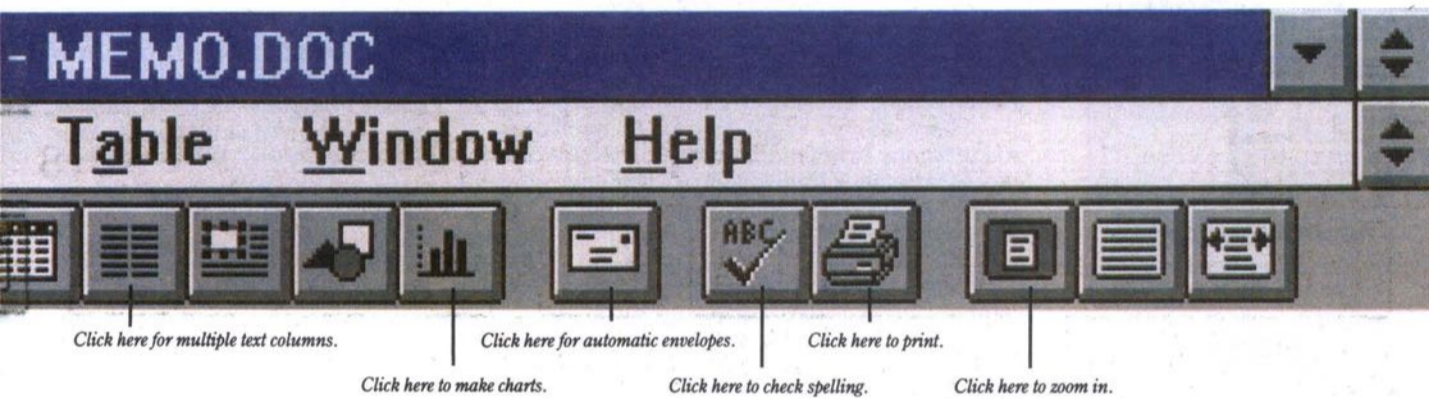 - MEMO.DOC
Table Window Help
ABC
Click here for multiple text columns. Click here for automatic envelopes. Click here to print.
Click here to make charts. Click here to check spelling. Click here to zoom in.